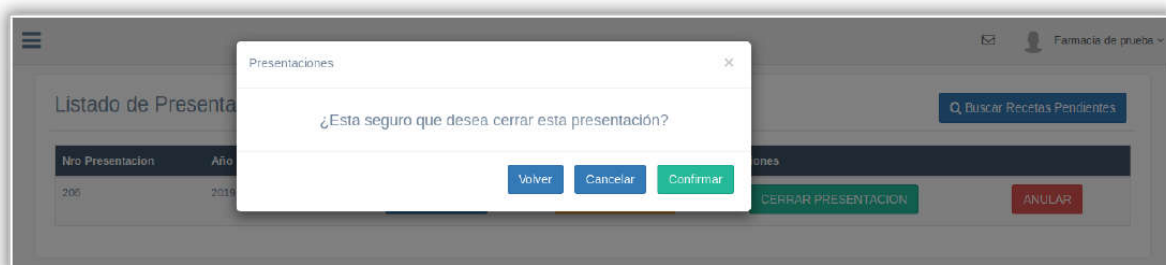 Farmacia de prueba
Presentaciones
×
Listado de Presenta
Buscar Recetas Pendientes
¿Esta seguro que desea cerrar esta presentación?
Nro Presentacion Año ones
Volver Cancelar Confirmar
206 2019 CERRAR PRESENTACION ANULAR